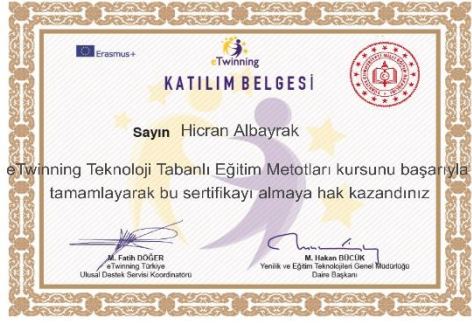 Erasmus+
eTwinning
KATILIM BELGESİ
Sayın Hicran Albayrak
eTwinning Teknoloji Tabanlı Eğitim Metotları kursunu başarıyla
tamamlayarak bu sertifikayı almaya hak kazandınız
M. Fatih DÖĞER
eTwinning Türkiye
Ulusal Destek Servisi Koordinatörü
M. Hakan BÜCÜK
Yenilik ve Eğitim Teknolojileri Genel Müdürlüğü
Daire Başkanı